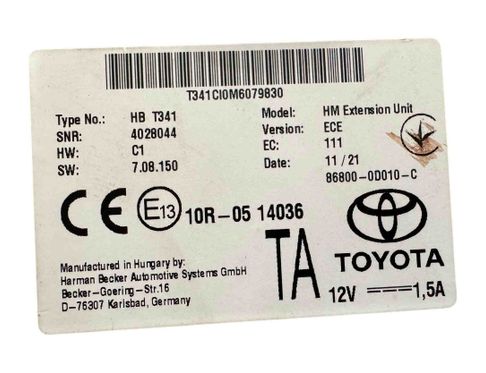 T341CI0M6079830
Type No.: HB T341 Model: HM Extension Unit
SNR: 4028044 Version: ECE
HW: C1 EC: 111
SW: 7.08.150 Date: 11/21
86800-0D010-C
CE E13 10R-05 14036
Manufactured in Hungary by:
Harman Becker Automotive Systems GmbH
Becker-Goering-Str.16
D-76307 Karlsbad, Germany
TA
TOYOTA
12V 1,5A